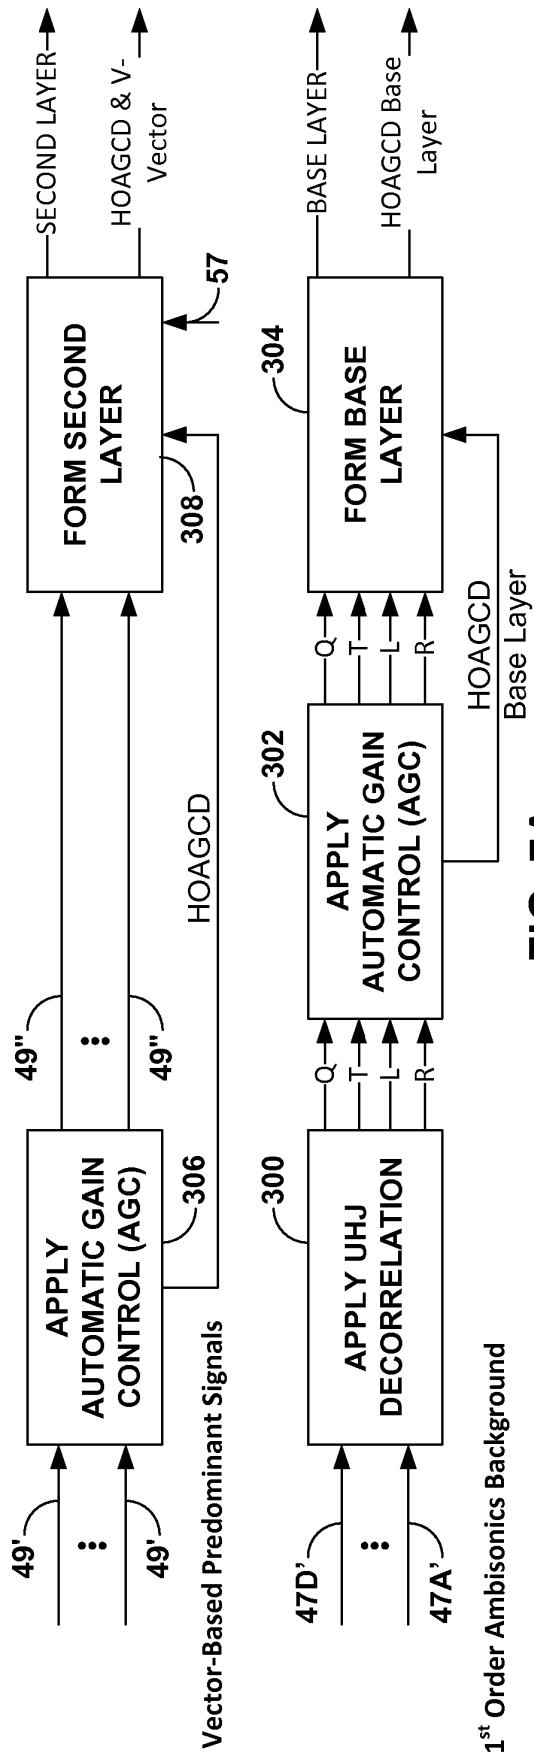 49'
49'
APPLY
AUTOMATIC GAIN
CONTROL (AGC)
306
49"
49"
HOAGCD
FORM SECOND
LAYER
308
57
SECOND LAYER
HOAGCD & V-
Vector
Vector-Based Predominant Signals
47D'
47A'
APPLY UHJ
DECORRELATION
300
Q
T
L
R
APPLY
AUTOMATIC GAIN
CONTROL (AGC)
302
Q
T
L
R
HOAGCD
Base Layer
FORM BASE
LAYER
304
BASE LAYER
HOAGCD Base
Layer
1st Order Ambisonics Background